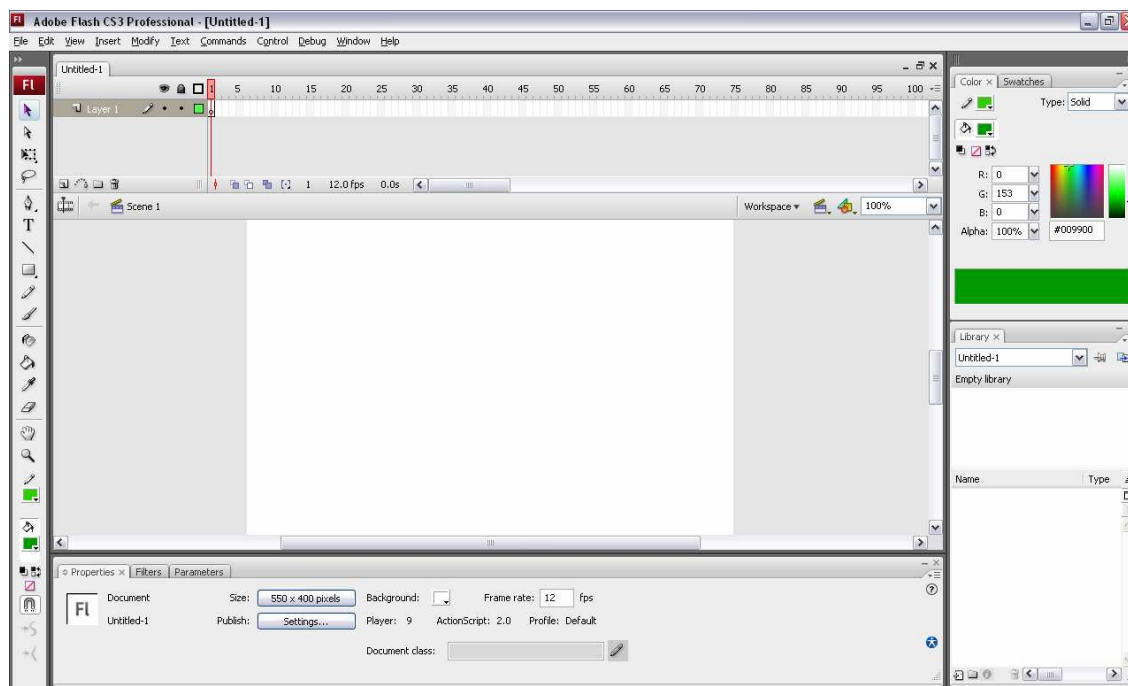 Fl Adobe Flash CS3 Professional - [Untitled-1]
File Edit View Insert Modify Text Commands Control Debug Window Help
Untitled-1
Fl
1 5 10 15 20 25 30 35 40 45 50 55 60 65 70 75 80 85 90 95 100
Layer 1
1 12.0 fps 0.0s
Scene 1
Workspace 100%
T
Color Swatches
Type: Solid
R: 0
G: 153
B: 0
Alpha: 100% #009900
Library
Untitled-1
Empty library
Name Type
Properties Filters Parameters
Fl
Document Size: 550 x 400 pixels Background: Frame rate: 12 fps
Untitled-1 Publish: Settings... Player: 9 ActionScript: 2.0 Profile: Default
Document class: